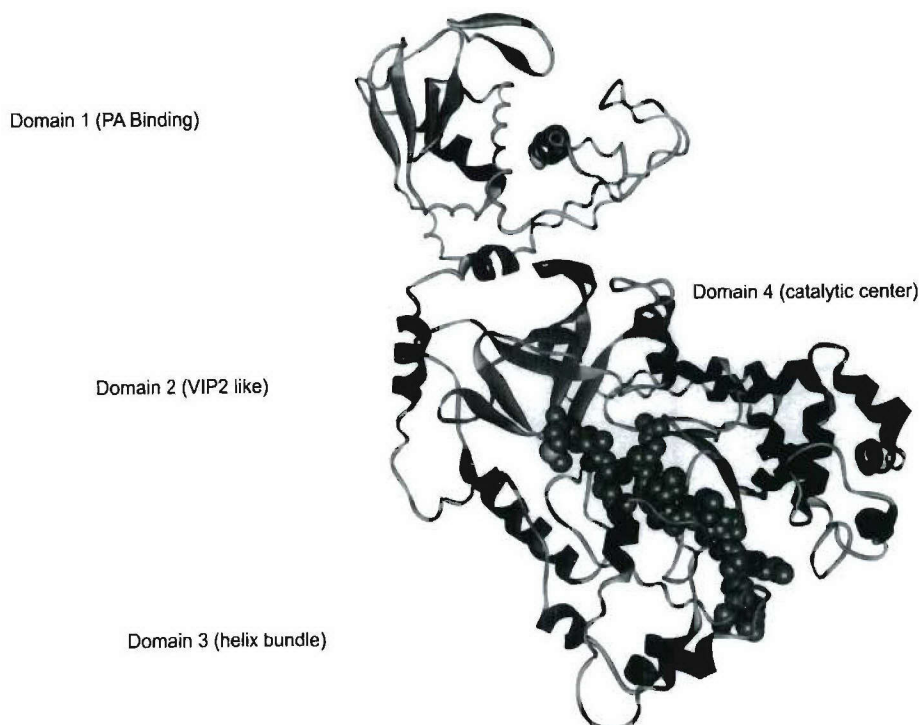 Domain 1 (PA Binding)
Domain 4 (catalytic center)
Domain 2 (VIP2 like)
Domain 3 (helix bundle)